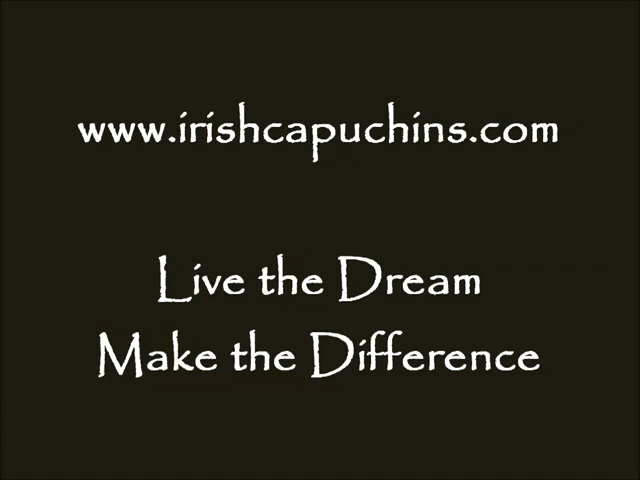 www.irishcapuchins.com
Live the Dream
Make the Difference